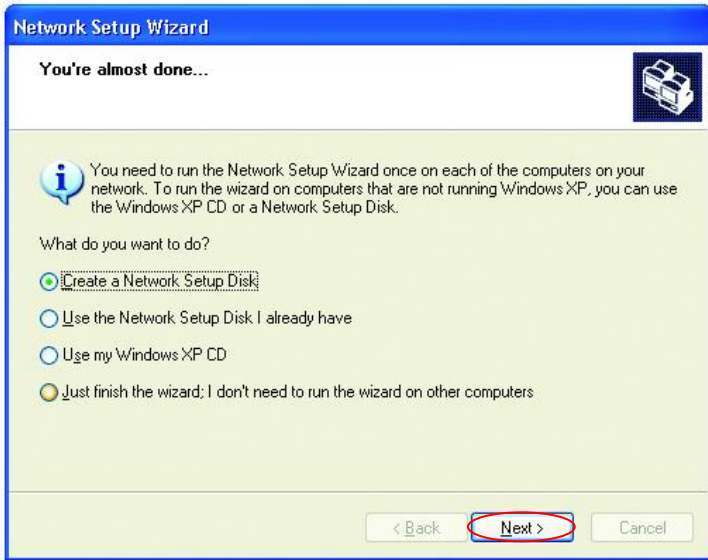 Network Setup Wizard
You're almost done...
You need to run the Network Setup Wizard once on each of the computers on your
network. To run the wizard on computers that are not running Windows XP, you can use
the Windows XP CD or a Network Setup Disk.
What do you want to do?
Create a Network Setup Disk
Use the Network Setup Disk I already have
Use my Windows XP CD
Just finish the wizard; I don't need to run the wizard on other computers
< Back Next > Cancel